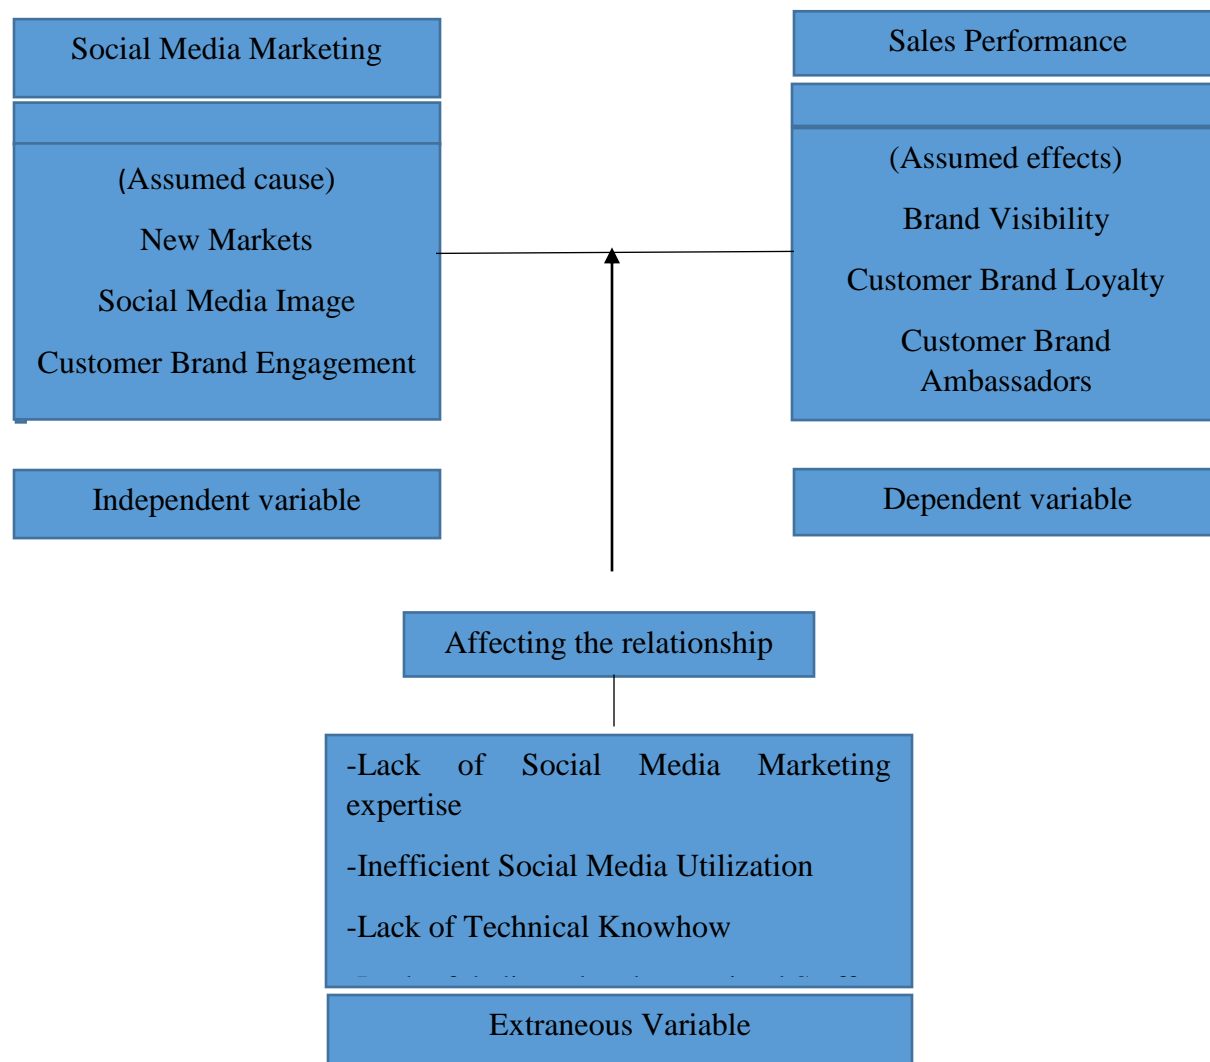 Social Media Marketing
(Assumed cause)
New Markets
Social Media Image
Customer Brand Engagement
Independent variable
Sales Performance
(Assumed effects)
Brand Visibility
Customer Brand Loyalty
Customer Brand
Ambassadors
Dependent variable
Affecting the relationship
-Lack of Social Media Marketing
expertise
-Inefficient Social Media Utilization
-Lack of Technical Knowhow
Extraneous Variable